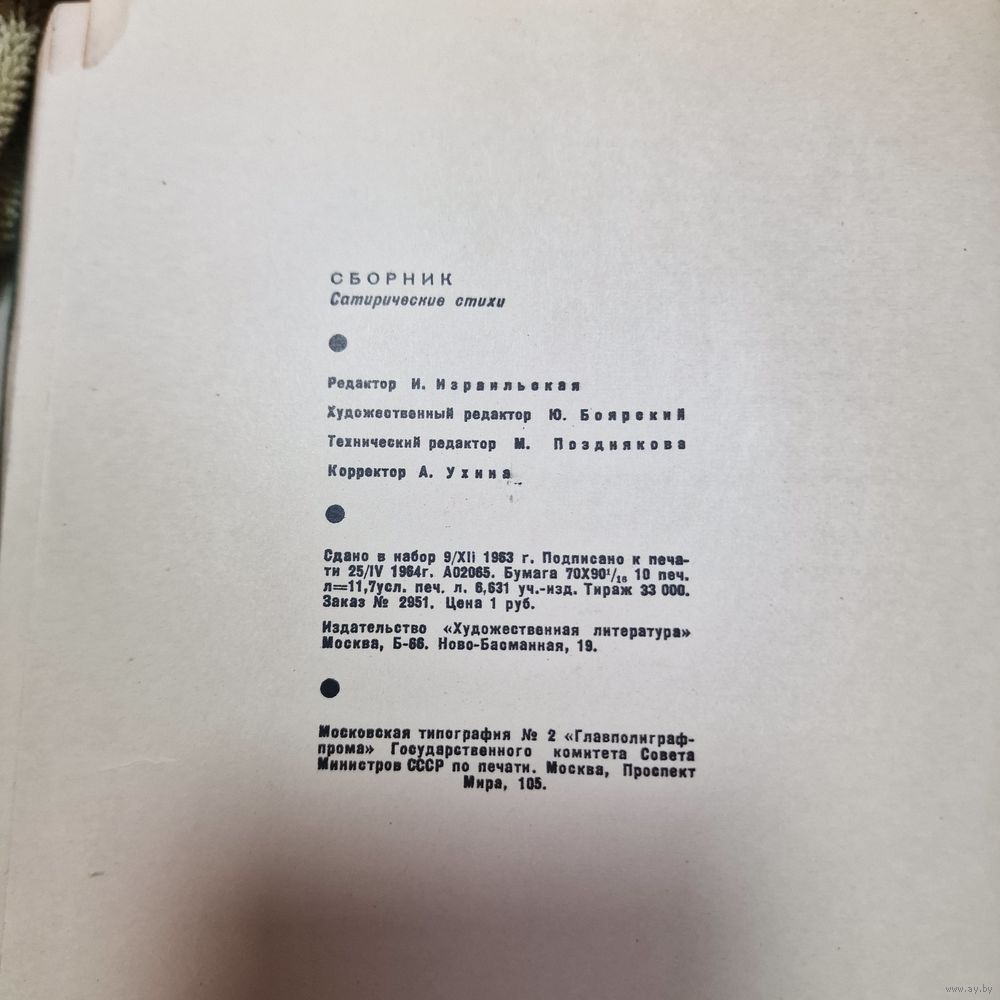 СБОРНИК
Сатирические стихи
Редактор И. Израильская
Художественный редактор Ю. Боярский
Технический редактор М. Позднякова
Корректор А. Ухина
Сдано в набор 9/XII 1963 г. Подписано к печа-
ти 25/IV 1964г. А02065. Бумага 70X90¹/₁₆ 10 печ.
л=11,7усл. печ. л. 6,631 уч.-изд. Тираж 33 000.
Заказ № 2951. Цена 1 руб.
Издательство «Художественная литература»
Москва, Б-66. Ново-Басманная, 19.
Московская типография № 2 «Главполиграф-
прома» Государственного комитета Совета
Министров СССР по печати. Москва, Проспект
Мира, 105.
www.ay.by